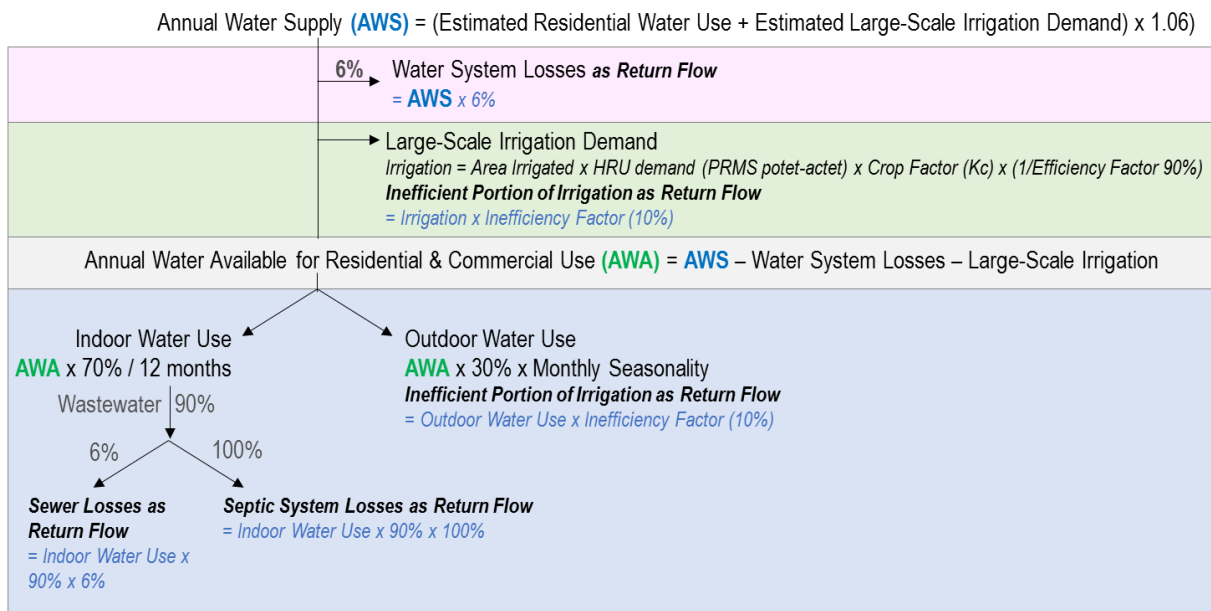 Annual Water Supply (AWS) = (Estimated Residential Water Use + Estimated Large-Scale Irrigation Demand) x 1.06)
6%
Water System Losses as Return Flow
= AWS x 6%
Large-Scale Irrigation Demand
Irrigation = Area Irrigated x HRU demand (PRMS potet-actet) x Crop Factor (Kc) x (1/Efficiency Factor 90%)
Inefficient Portion of Irrigation as Return Flow
= Irrigation x Inefficiency Factor (10%)
Annual Water Available for Residential & Commercial Use (AWA) = AWS – Water System Losses – Large-Scale Irrigation
Indoor Water Use
AWA x 70% / 12 months
Outdoor Water Use
AWA x 30% x Monthly Seasonality
Inefficient Portion of Irrigation as Return Flow
= Outdoor Water Use x Inefficiency Factor (10%)
Wastewater 90%
6%
100%
Sewer Losses as
Return Flow
= Indoor Water Use x
90% x 6%
Septic System Losses as Return Flow
= Indoor Water Use x 90% x 100%